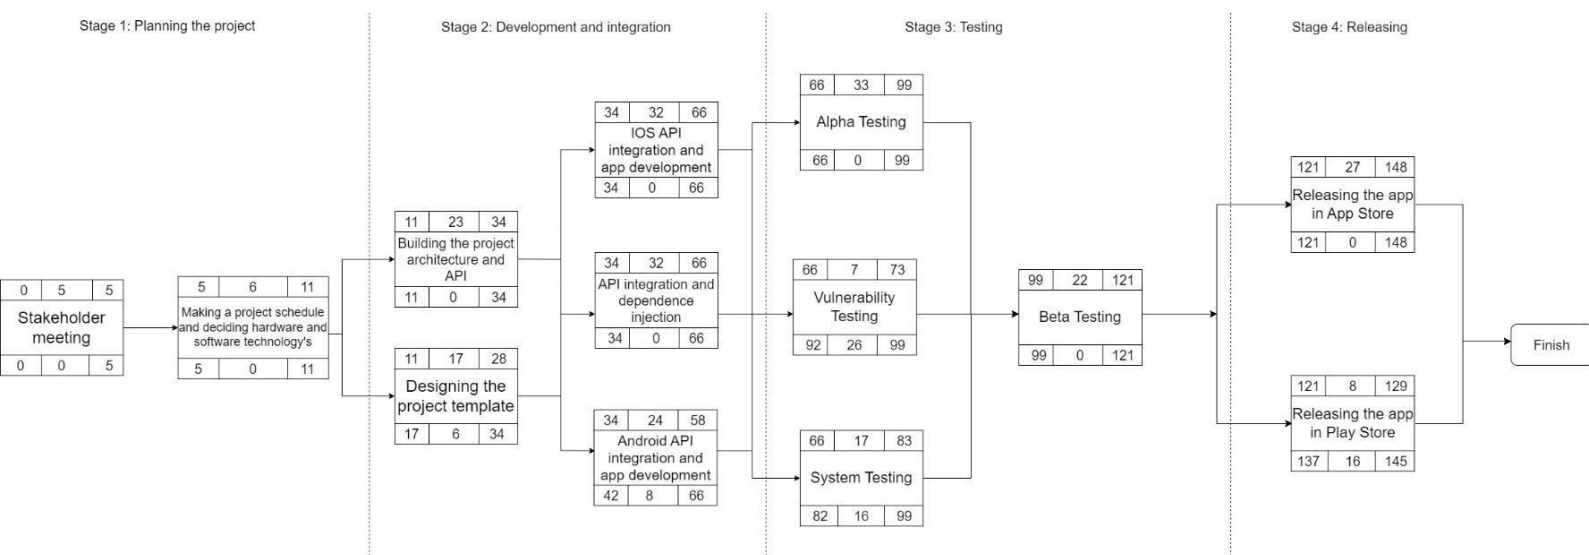 Stage 1: Planning the project
Stage 2: Development and integration
Stage 3: Testing
Stage 4: Releasing
0 5 5
Stakeholder
meeting
0 0 5
5 6 11
Making a project schedule
and deciding hardware and
software technology's
5 0 11
11 23 34
Building the project
architecture and
API
11 0 34
11 17 28
Designing the
project template
17 6 34
34 32 66
IOS API
integration and
app development
34 0 66
34 32 66
API integration and
dependence
injection
34 0 66
34 24 58
Android API
integration and
app development
42 8 66
66 33 99
Alpha Testing
66 0 99
66 7 73
Vulnerability
Testing
92 26 99
66 17 83
System Testing
82 16 99
99 22 121
Beta Testing
99 0 121
121 27 148
Releasing the app
in App Store
121 0 148
121 8 129
Releasing the app
in Play Store
137 16 145
Finish